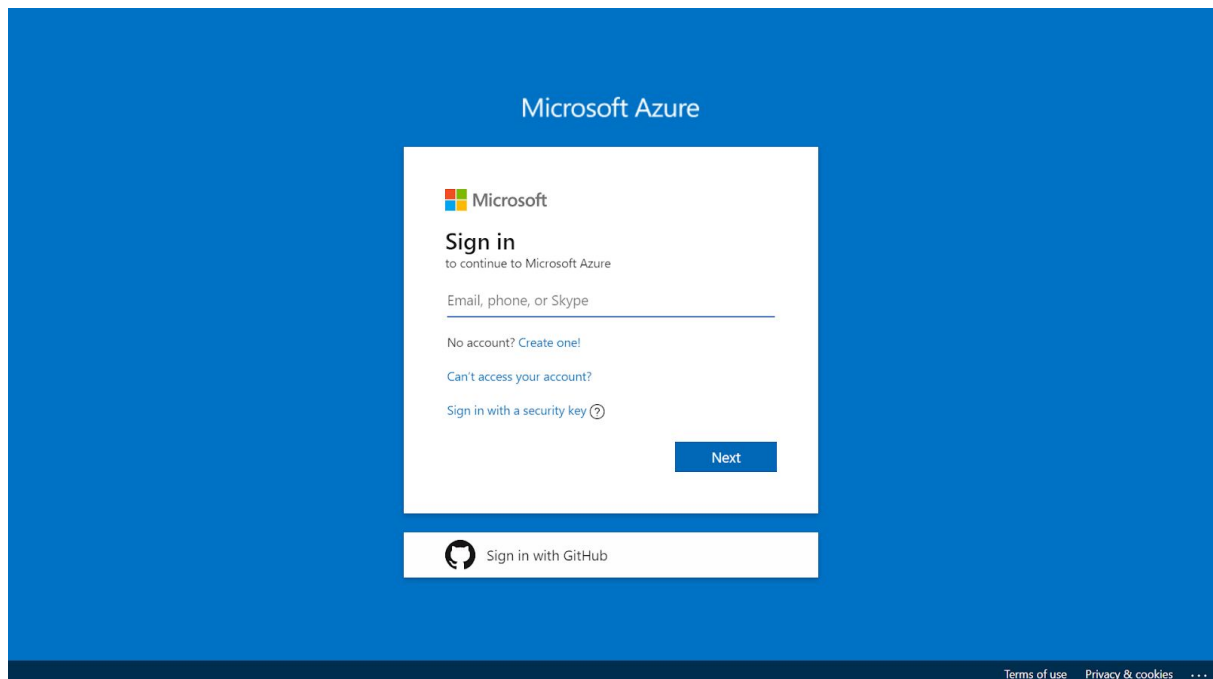 Microsoft Azure
Microsoft
Sign in
to continue to Microsoft Azure
Email, phone, or Skype
No account? Create one!
Can't access your account?
Sign in with a security key
Next
Sign in with GitHub
Terms of use Privacy & cookies ...